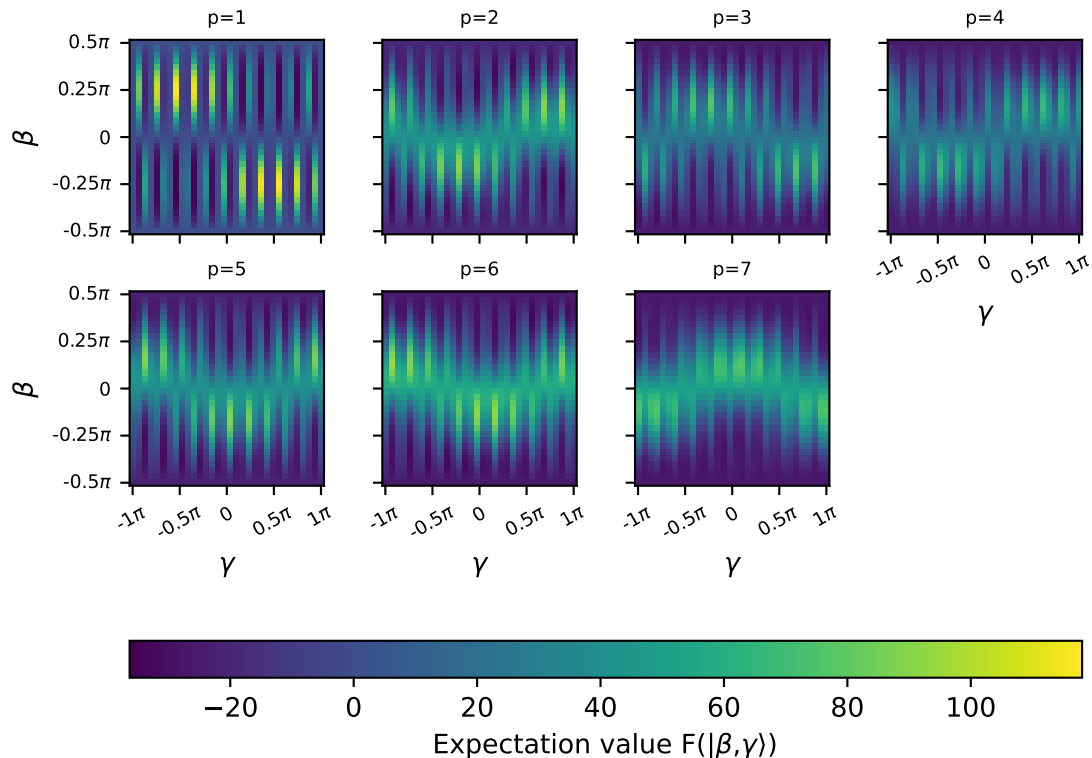 p=1
p=2
p=3
p=4
0.5π
0.25π
0
-0.25π
-0.5π
β
-1π
-0.5π
0
0.5π
1π
γ
p=5
p=6
p=7
0.5π
0.25π
0
-0.25π
-0.5π
β
-1π
-0.5π
0
0.5π
1π
-1π
-0.5π
0
0.5π
1π
-1π
-0.5π
0
0.5π
1π
γ
γ
γ
−20
0
20
40
60
80
100
Expectation value F(|β,γ⟩)